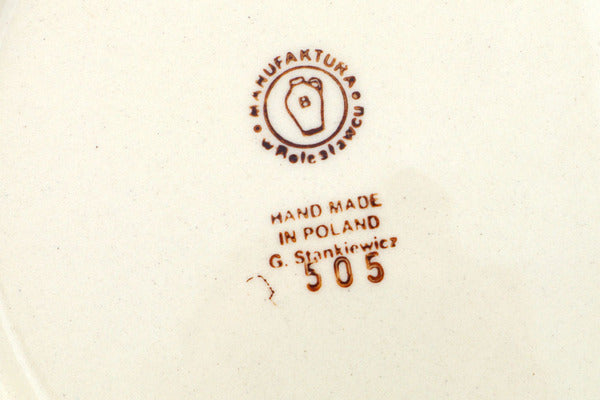 MANUFAKTURA
w Bolesławcu
B
HAND MADE
IN POLAND
G. Stankiewicz
505